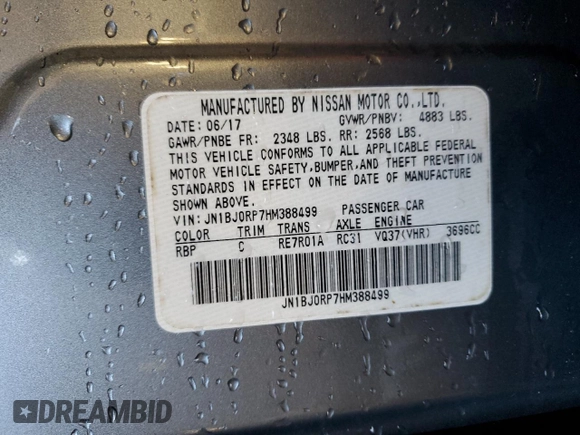 MANUFACTURED BY NISSAN MOTOR CO.,LTD.
DATE: 06/17 GVWR/PNBV: 4883 LBS.
GAWR/PNBE FR: 2348 LBS. RR: 2568 LBS.
THIS VEHICLE CONFORMS TO ALL APPLICABLE FEDERAL
MOTOR VEHICLE SAFETY,BUMPER,AND THEFT PREVENTION
STANDARDS IN EFFECT ON THE DATE OF MANUFACTURE
SHOWN ABOVE.
VIN: JN1BJ0RP7HM388499 PASSENGER CAR
COLOR TRIM TRANS AXLE ENGINE
RBP C RE7R01A RC31 VQ37(VHR) 3696CC
JN1BJ0RP7HM388499
DREAMBID